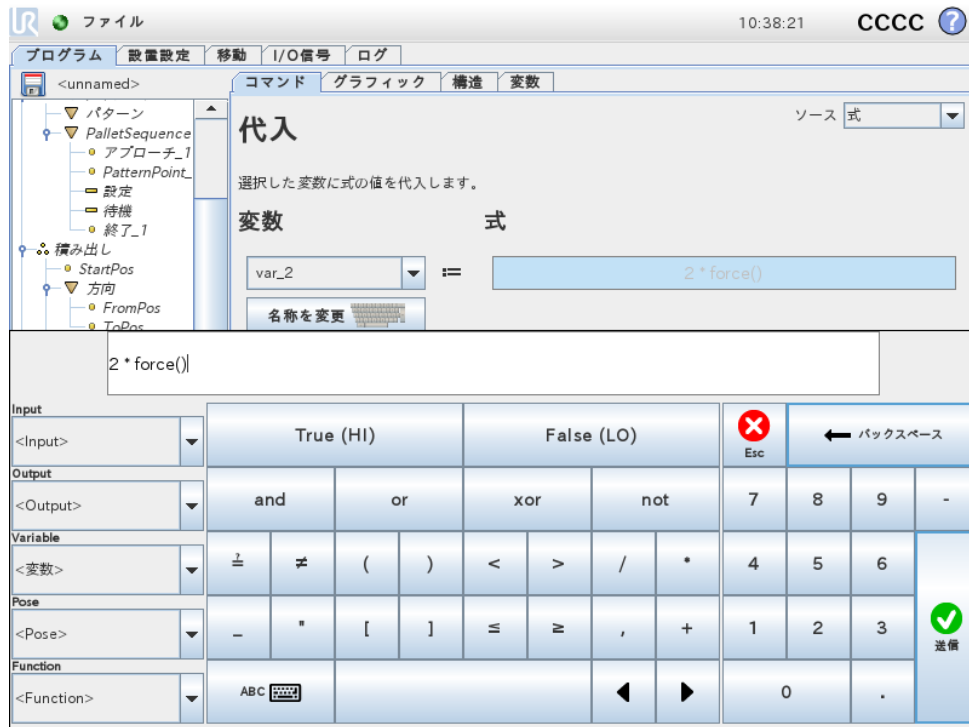 UR ファイル 10:38:21 CCCC ?
プログラム 設置設定 移動 I/O信号 ログ
<unnamed>
コマンド グラフィック 構造 変数
パターン
PalletSequence
アプローチ_1
PatternPoint_
設定
待機
終了_1
積み出し
StartPos
方向
FromPos
ToPos
代入
ソース 式
選択した変数に式の値を代入します。
変数 式
var_2 := 2 * force()
名称を変更
2 * force()
Input
<Input>
Output
<Output>
Variable
<変数>
Pose
<Pose>
Function
<Function>
True (HI) False (LO) Esc バックスペース
and or xor not 7 8 9 -
≟ ≠ ( ) < > / * 4 5 6
_ " [ ] ≤ ≥ , + 1 2 3 送信
ABC 0 .